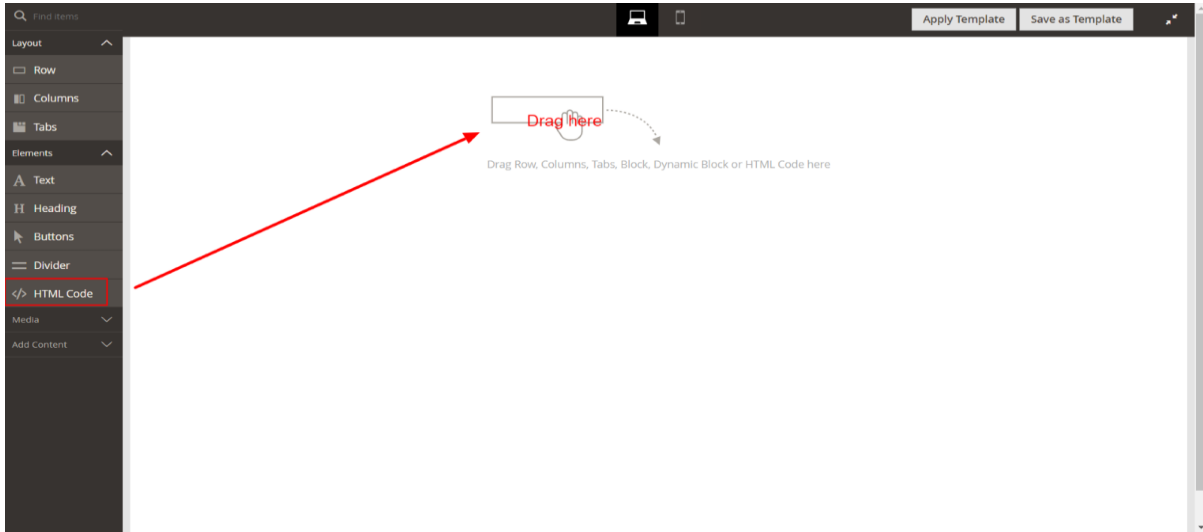 Find items
Apply Template
Save as Template
Layout
Row
Columns
Tabs
Elements
Text
Heading
Buttons
Divider
HTML Code
Media
Add Content
Drag here
Drag Row, Columns, Tabs, Block, Dynamic Block or HTML Code here